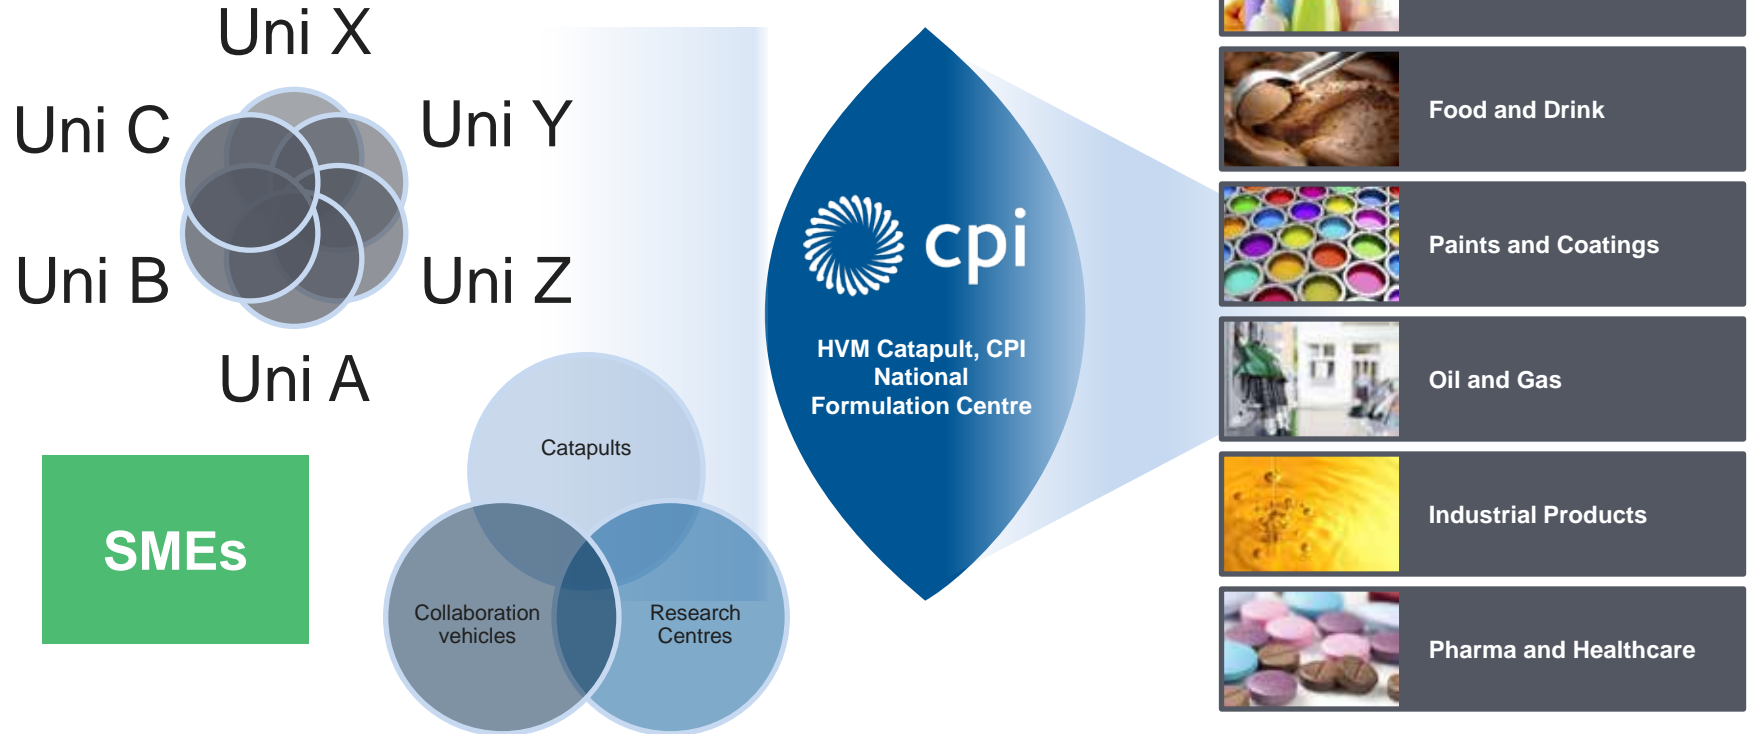 Uni X
Uni C
Uni Y
Uni B
Uni Z
Uni A
SMEs
Catapults
Collaboration
vehicles
Research
Centres
cpi
HVM Catapult, CPI
National
Formulation Centre
Food and Drink
Paints and Coatings
Oil and Gas
Industrial Products
Pharma and Healthcare